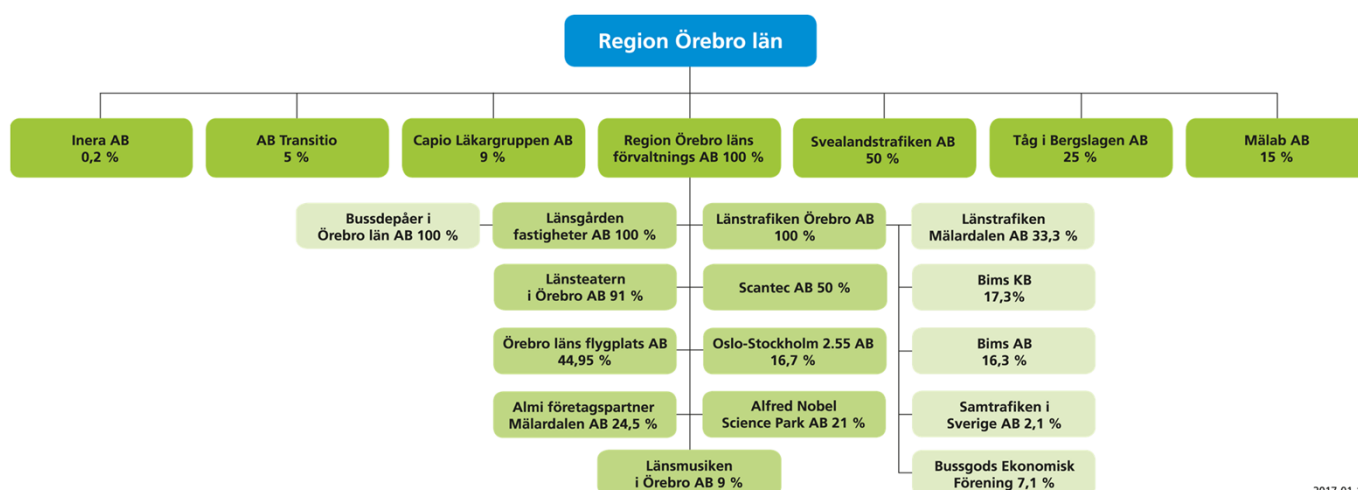 Region Örebro län
Inera AB
0,2 %
AB Transitio
5 %
Capio Läkargruppen AB
9 %
Region Örebro läns
förvaltnings AB 100 %
Svealandstrafiken AB
50 %
Tåg i Bergslagen AB
25 %
Mälab AB
15 %
Bussdepåer i
Örebro län AB 100 %
Länsgården
fastigheter AB 100 %
Länstrafiken Örebro AB
100 %
Länstrafiken
Mälardalen AB 33,3 %
Länsteatern
i Örebro AB 91 %
Scantec AB 50 %
Bims KB
17,3%
Örebro läns flygplats AB
44,95 %
Oslo-Stockholm 2.55 AB
16,7 %
Bims AB
16,3 %
Almi företagspartner
Mälardalen AB 24,5 %
Alfred Nobel
Science Park AB 21 %
Samtrafiken i
Sverige AB 2,1 %
Länsmusiken
i Örebro AB 9 %
Bussgods Ekonomisk
Förening 7,1 %